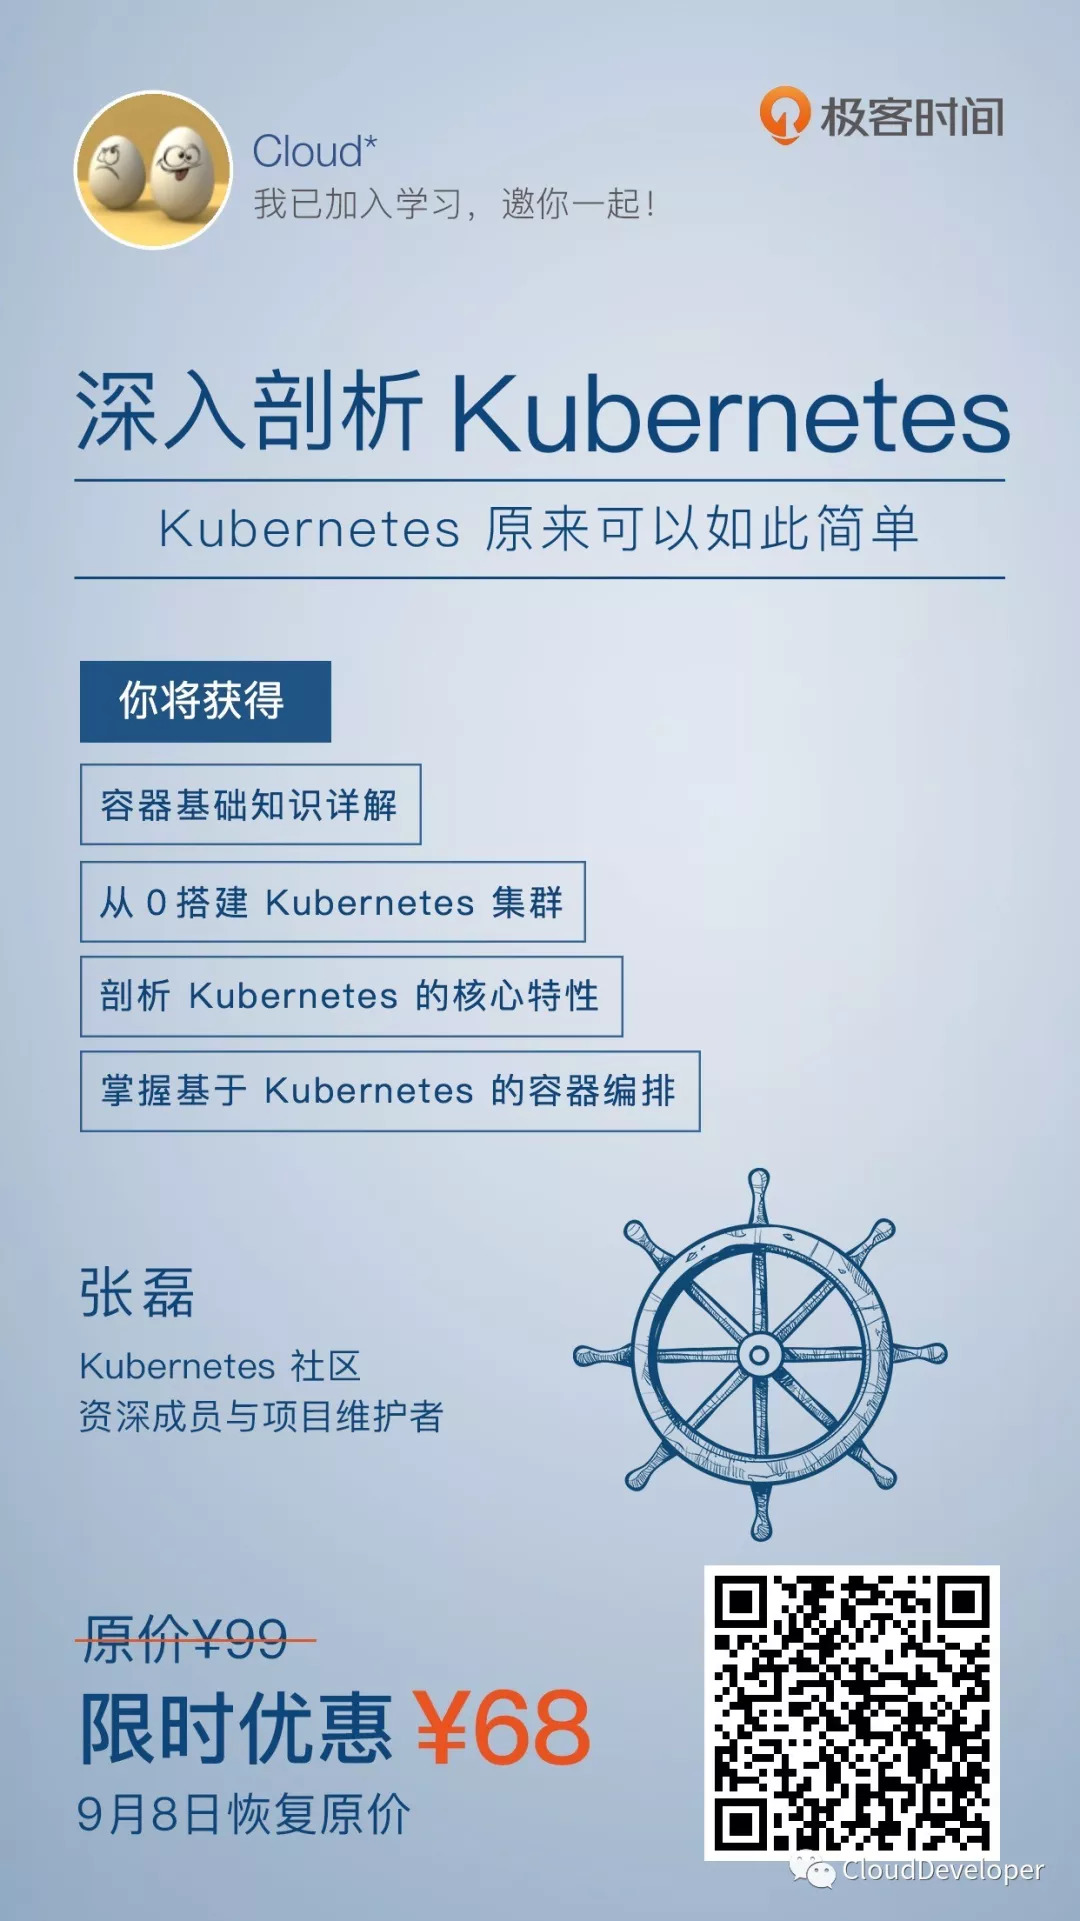 Cloud*
我已加入学习，邀你一起！
极客时间
深入剖析 Kubernetes
Kubernetes 原来可以如此简单
你将获得
容器基础知识详解
从 0 搭建 Kubernetes 集群
剖析 Kubernetes 的核心特性
掌握基于 Kubernetes 的容器编排
张磊
Kubernetes 社区
资深成员与项目维护者
原价¥99
限时优惠 ¥68
9月8日恢复原价
CloudDeveloper